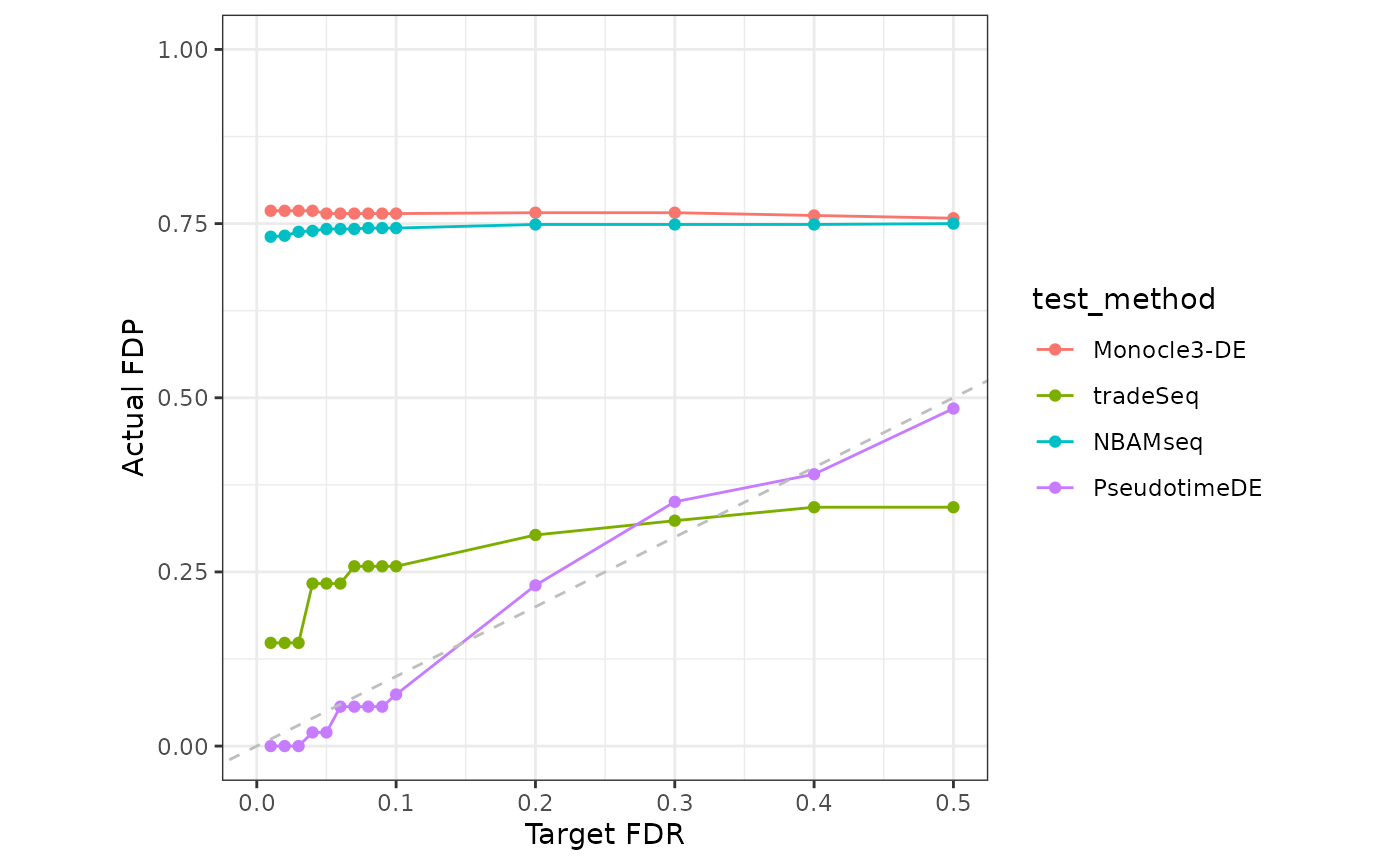 1.00
0.75
0.50
0.25
0.00
Actual FDP
0.0 0.1 0.2 0.3 0.4 0.5
Target FDR
test_method
Monocle3-DE
tradeSeq
NBAMseq
PseudotimeDE